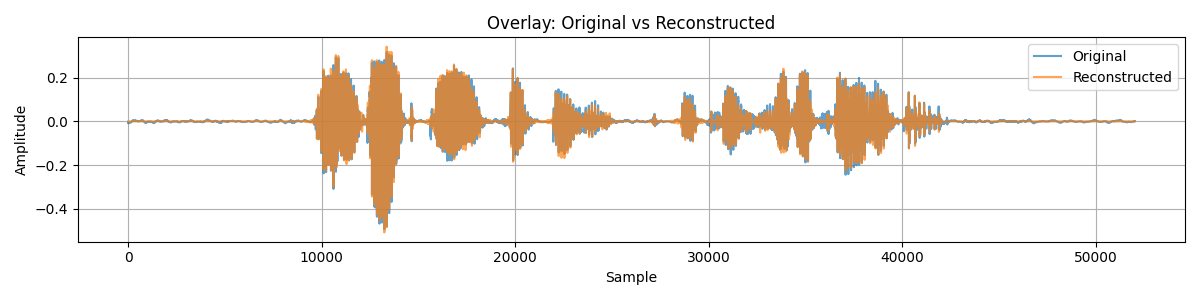 Overlay: Original vs Reconstructed
Original
Reconstructed
Amplitude
0.2
0.0
−0.2
−0.4
0 10000 20000 30000 40000 50000
Sample